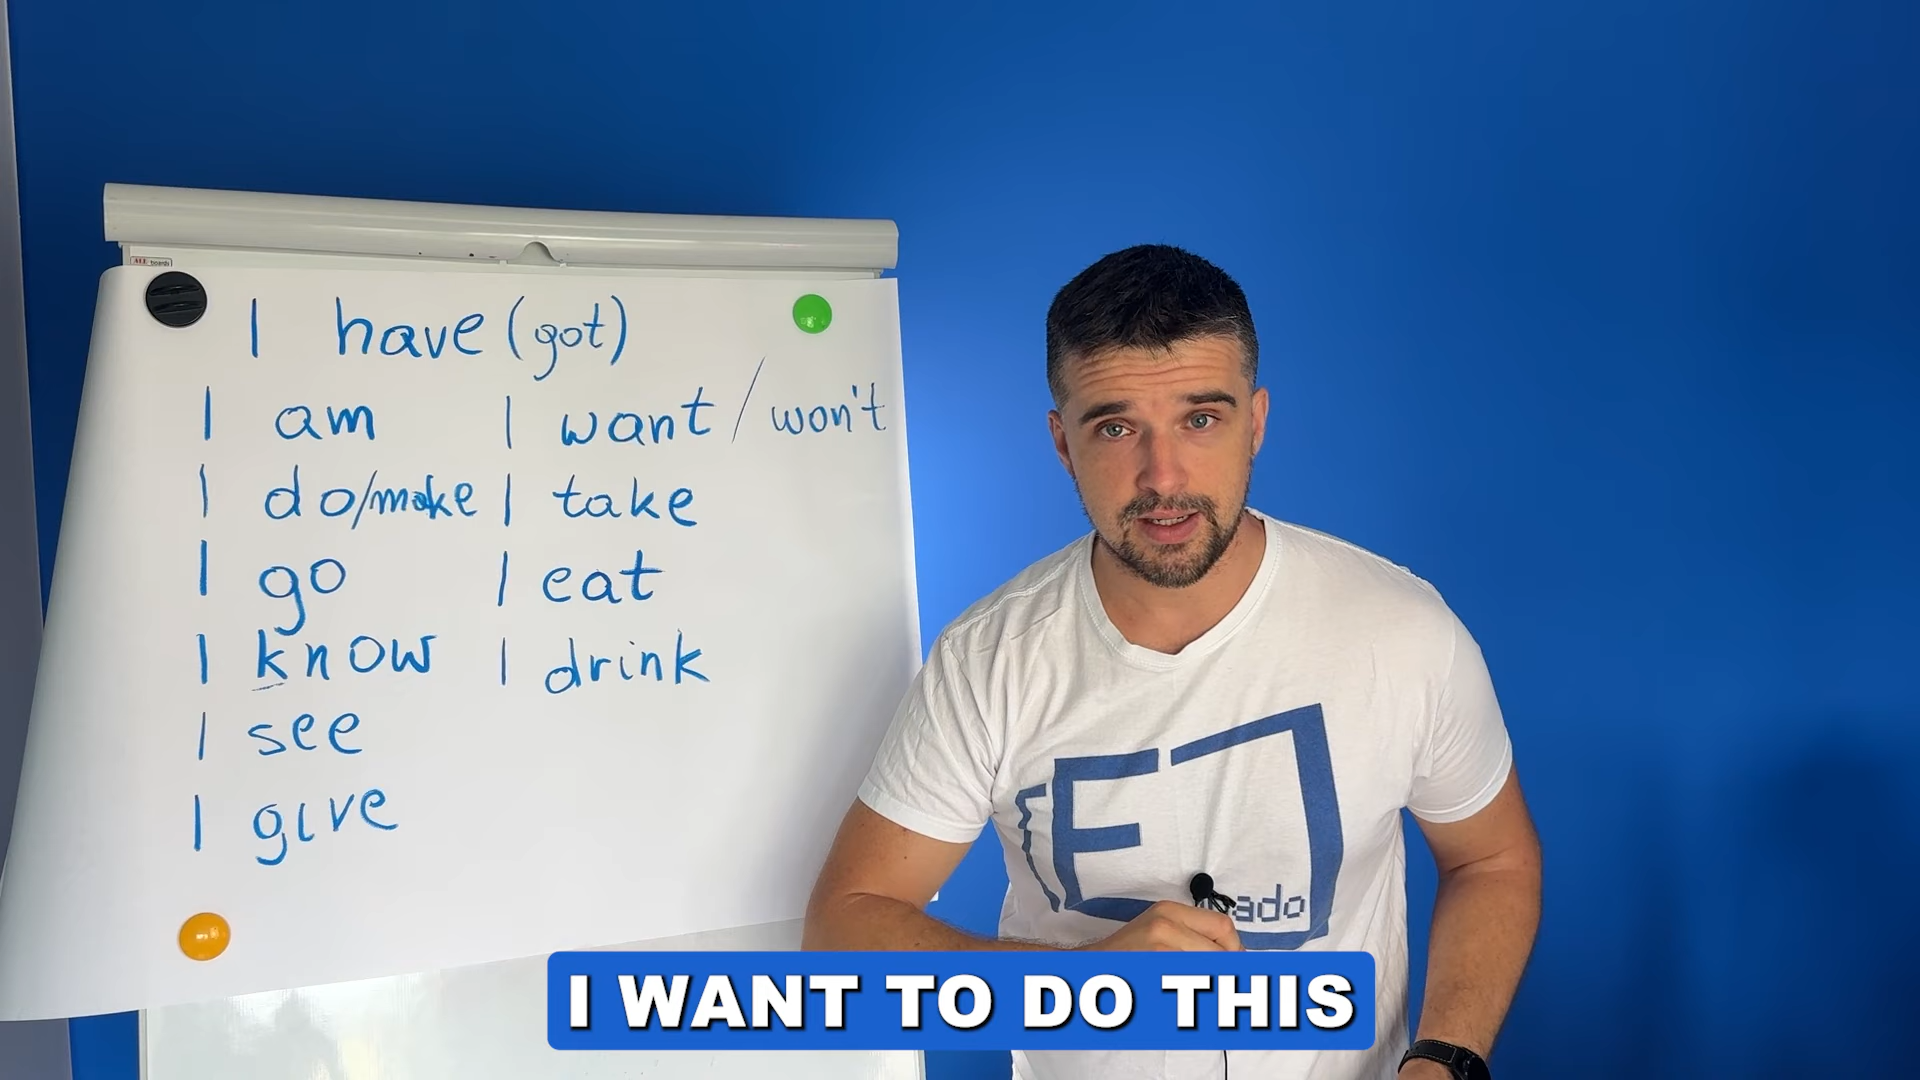 I have (got)
I am
I do/make
I go
I know
I see
I give
I want / won't
I take
I eat
I drink
E
I WANT TO DO THIS